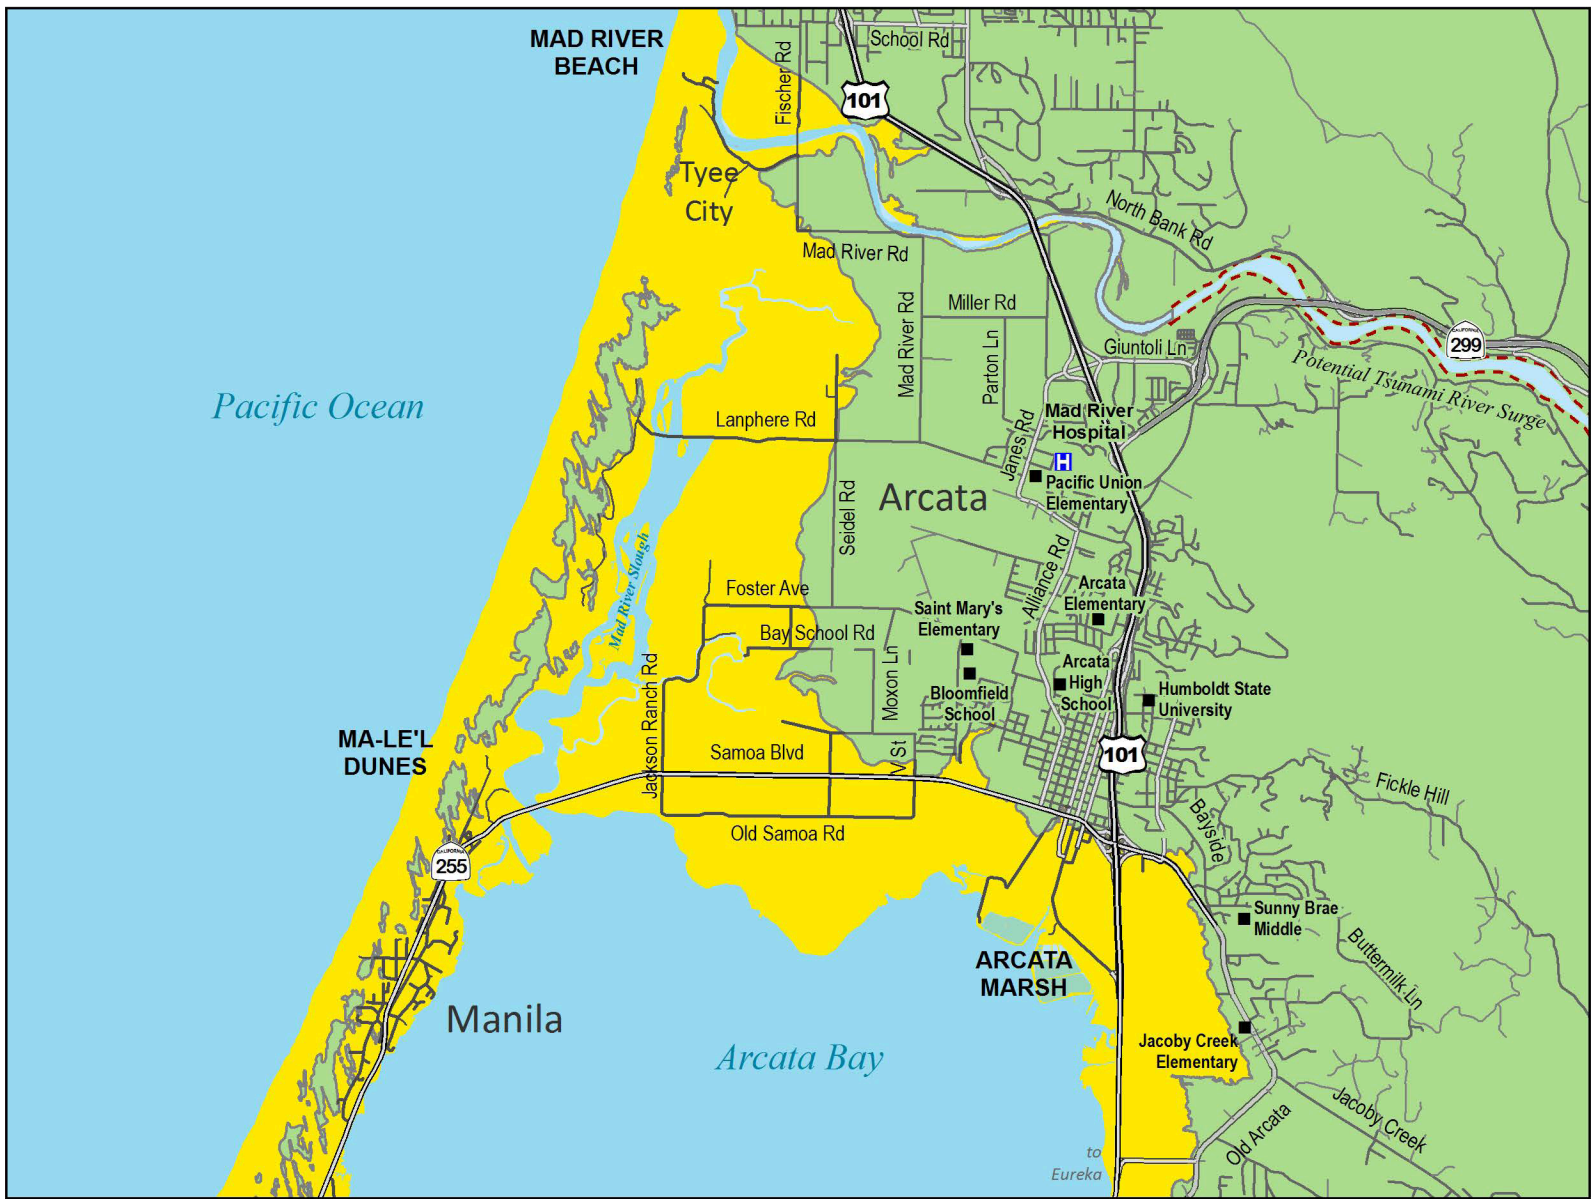 MAD RIVER
BEACH
Fischer Rd
School Rd
101
Tyee
City
North Bank Rd
Mad River Rd
Mad River Rd
Miller Rd
Parton Ln
Giuntoli Ln
CALIFORNIA
299
Potential Tsunami River Surge
Pacific Ocean
Lanphere Rd
Janes Rd
Mad River
Hospital
H
Pacific Union
Elementary
Arcata
Seidel Rd
Mad River Slough
Alliance Rd
Foster Ave
Arcata
Elementary
Saint Mary's
Elementary
Bay School Rd
Moxon Ln
Bloomfield
School
Arcata
High
School
Humboldt State
University
Jackson Ranch Rd
MA-LE'L
DUNES
Samoa Blvd
V St
101
Fickle Hill
Bayside
Old Samoa Rd
CALIFORNIA
255
Sunny Brae
Middle
Buttermilk Ln
ARCATA
MARSH
Manila
Arcata Bay
Jacoby Creek
Elementary
Jacoby Creek
Old Arcata
to
Eureka